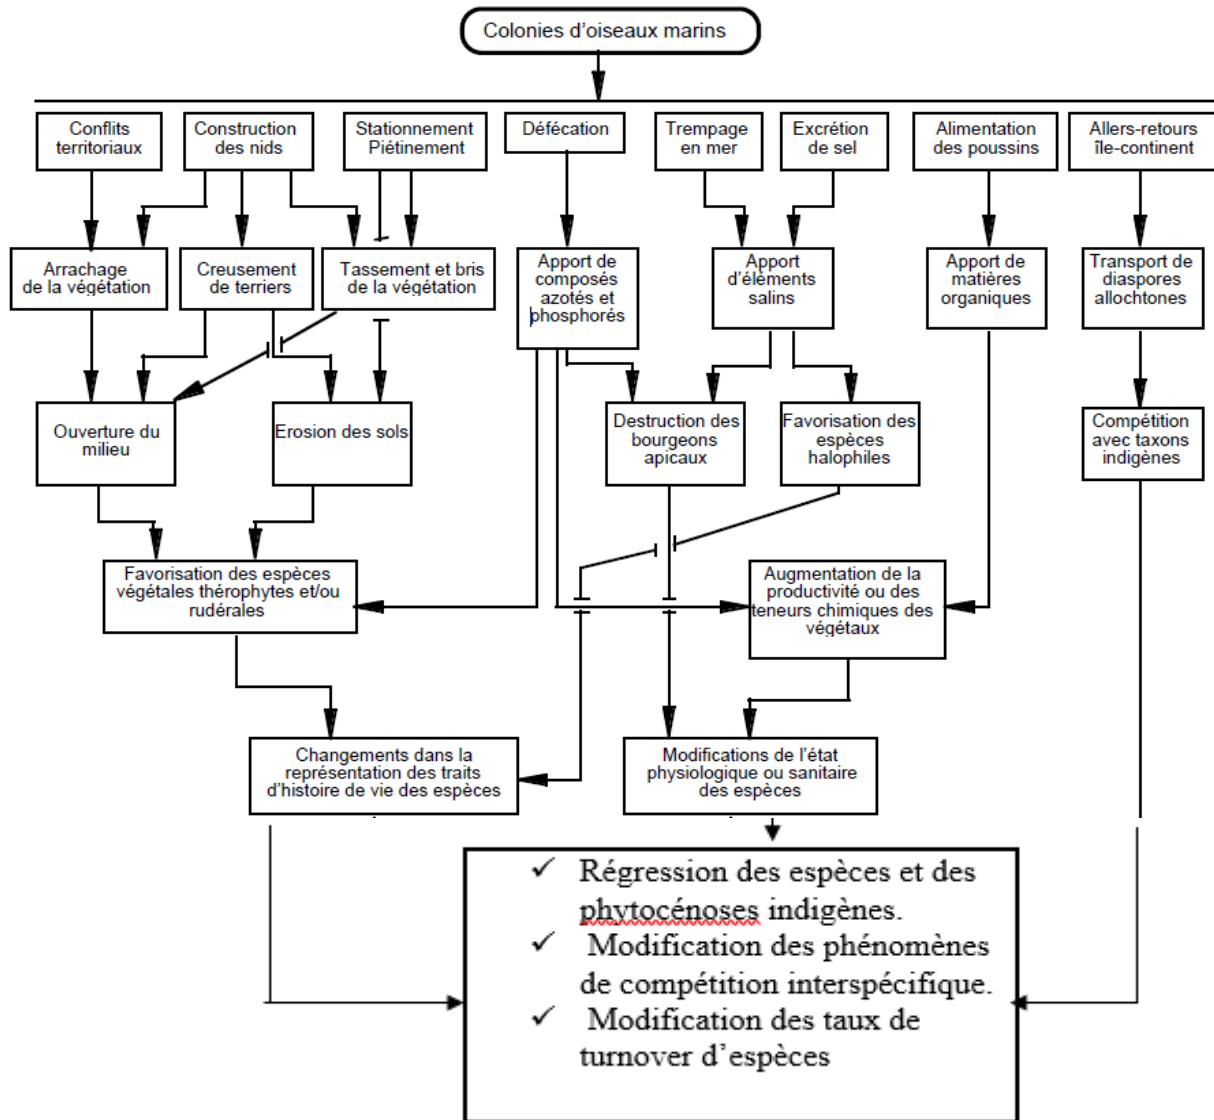 Colonies d'oiseaux marins
Conflits
territoriaux
Construction
des nids
Stationnement
Piétinement
Défécation
Trempage
en mer
Excrétion
de sel
Alimentation
des poussins
Allers-retours
île-continent
Arrachage
de la végétation
Creusement
de terriers
Tassement et bris
de la végétation
Apport de
composés
azotés et
phosphorés
Apport
d'éléments
salins
Apport de
matières
organiques
Transport de
diaspores
allochtones
Ouverture du
milieu
Erosion des sols
Destruction des
bourgeons
apicaux
Favorisation des
espèces
halophiles
Compétition
avec taxons
indigènes
Favorisation des espèces
végétales thérophytes et/ou
rudérales
Augmentation de la
productivité ou des
teneurs chimiques des
végétaux
Changements dans la
représentation des traits
d'histoire de vie des espèces
Modifications de l'état
physiologique ou sanitaire
des espèces
✓ Régression des espèces et des
phytocénoses indigènes.
✓ Modification des phénomènes
de compétition interspécifique.
✓ Modification des taux de
turnover d'espèces